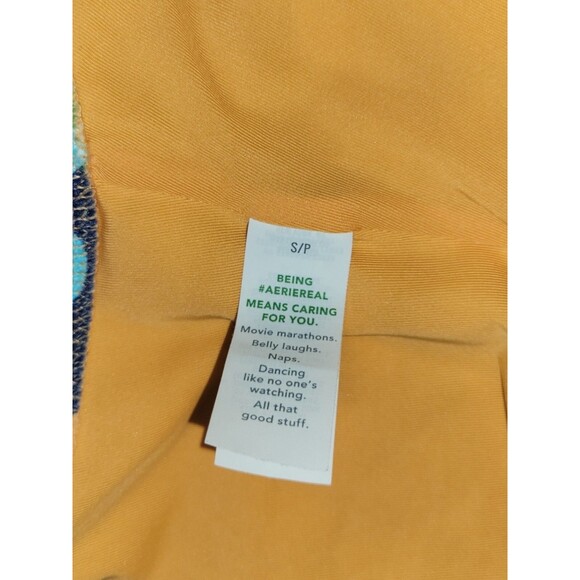 S/P
BEING
#AERIEREAL
MEANS CARING
FOR YOU.
Movie marathons.
Belly laughs.
Naps.
Dancing
like no one's
watching.
All that
good stuff.